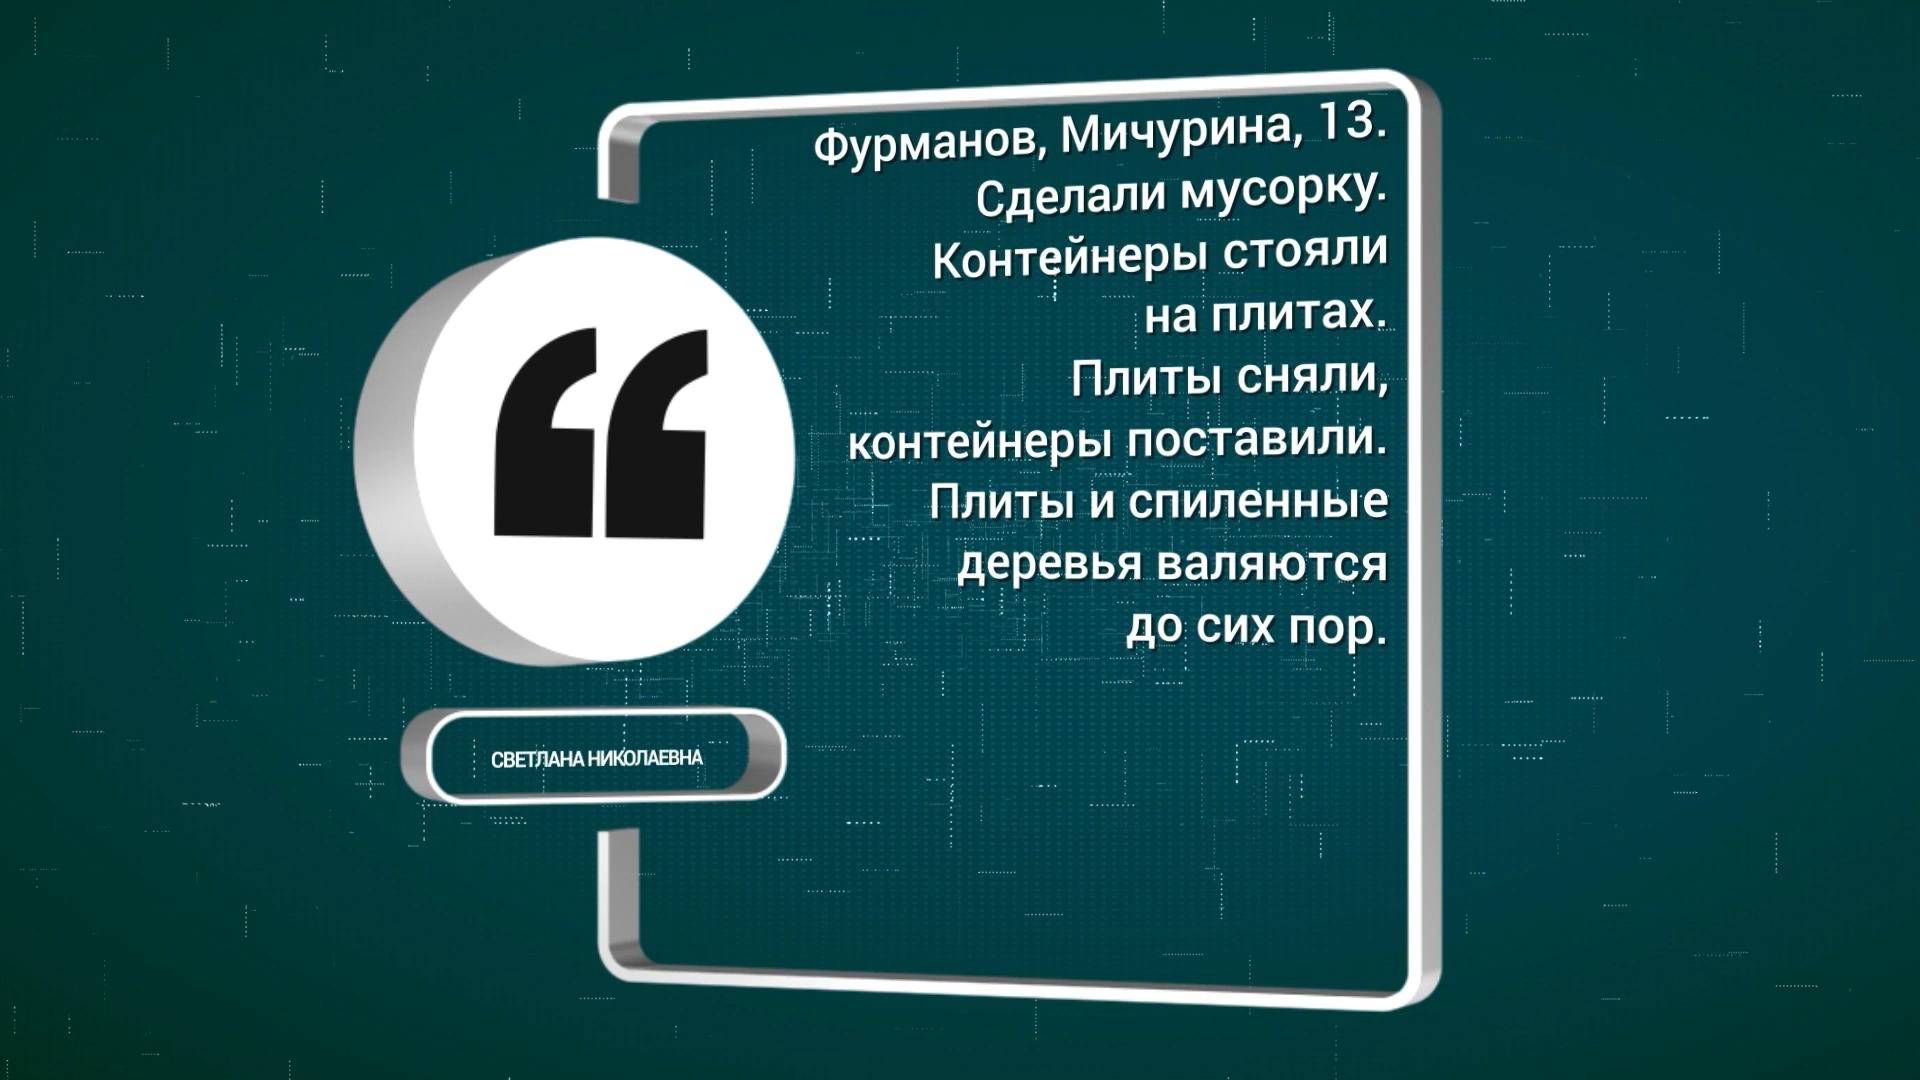 Фурманов, Мичурина, 13.
Сделали мусорку.
Контейнеры стояли
на плитах.
Плиты сняли,
контейнеры поставили.
Плиты и спиленные
деревья валяются
до сих пор.
СВЕТЛАНА НИКОЛАЕВНА